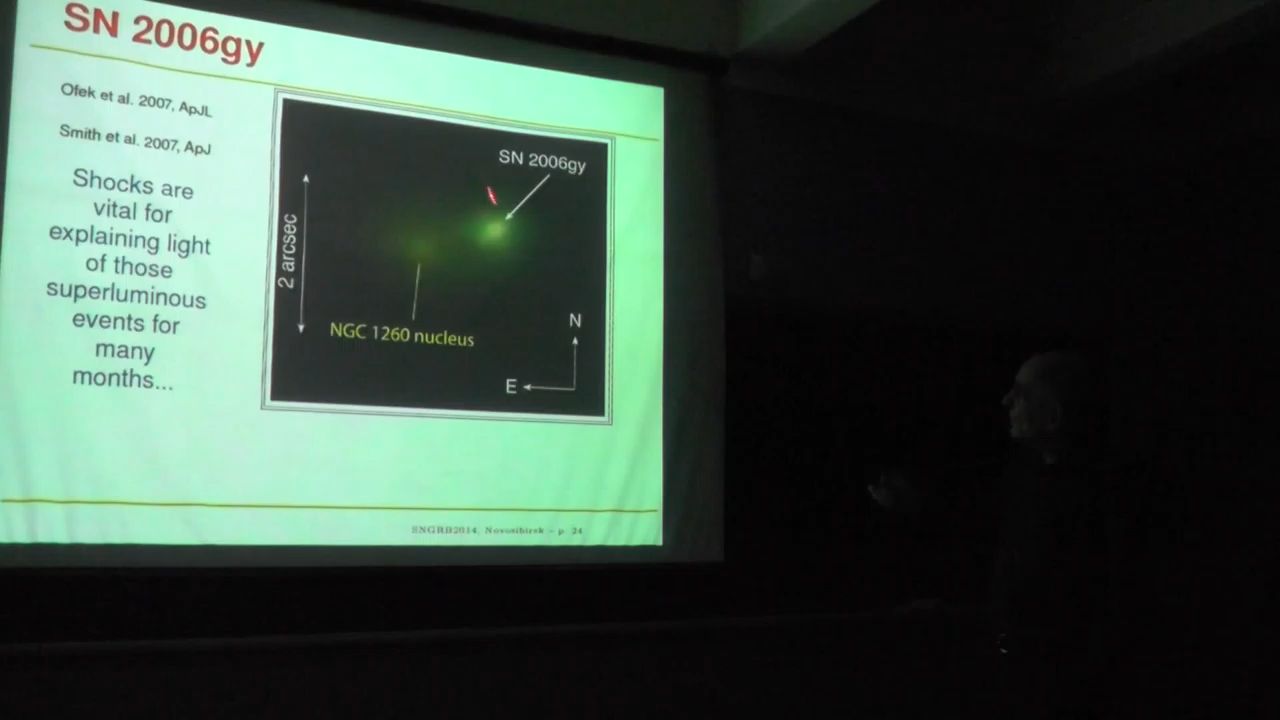 SN 2006gy
Ofek et al. 2007, ApJL
Smith et al. 2007, ApJ
Shocks are
vital for
explaining light
of those
superluminous
events for
many
months...
SN 2006gy
2 arcsec
NGC 1260 nucleus
N
E
SNGRB2014, Novosibirsk – p. 24